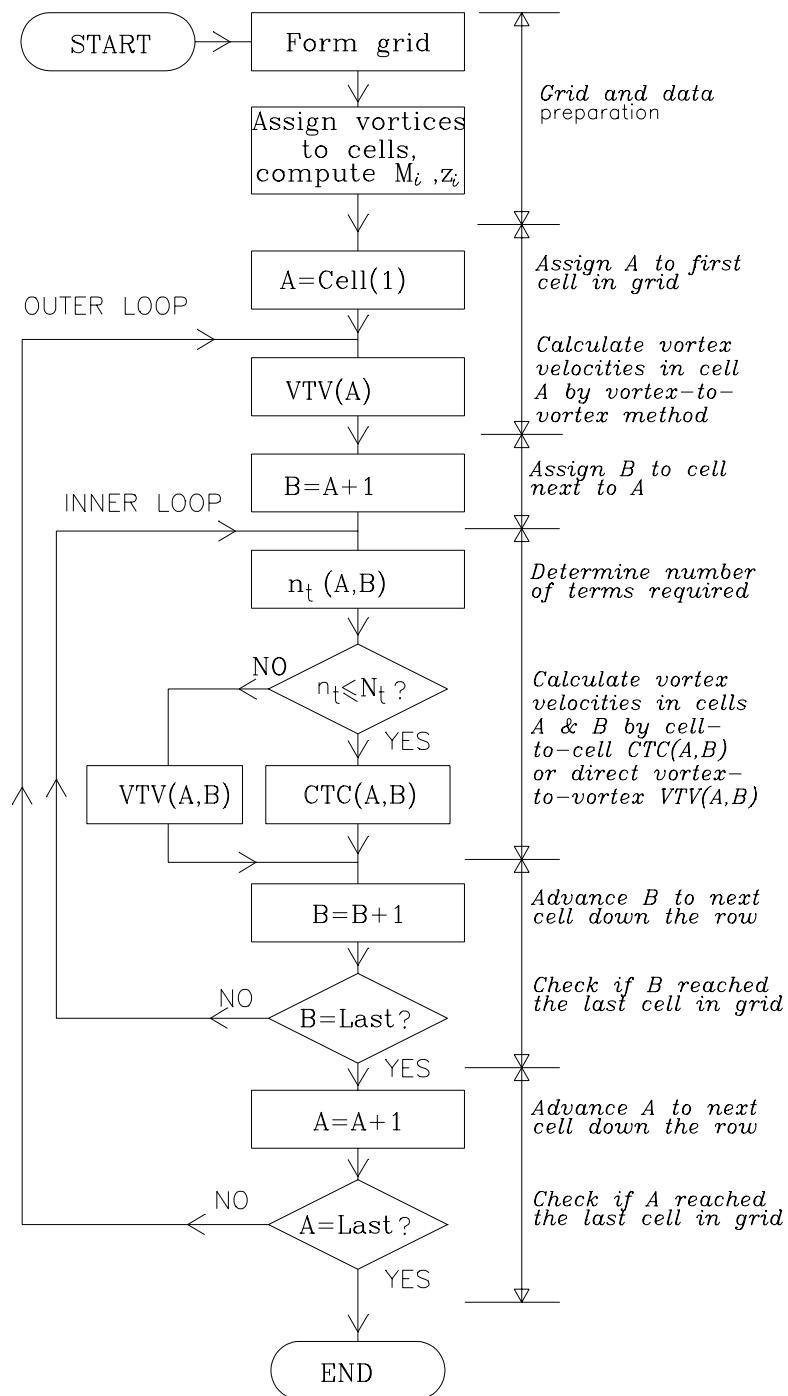 START
Form grid
Grid and data
preparation
Assign vortices
to cells,
compute Mi ,zi
A=Cell(1)
Assign A to first
cell in grid
OUTER LOOP
VTV(A)
Calculate vortex
velocities in cell
A by vortex-to-
vortex method
B=A+1
Assign B to cell
next to A
INNER LOOP
nt (A,B)
Determine number
of terms required
nt⩽Nt ?
NO
YES
VTV(A,B)
CTC(A,B)
Calculate vortex
velocities in cells
A & B by cell-
to-cell CTC(A,B)
or direct vortex-
to-vortex VTV(A,B)
B=B+1
Advance B to next
cell down the row
B=Last?
NO
YES
Check if B reached
the last cell in grid
A=A+1
Advance A to next
cell down the row
A=Last?
NO
YES
Check if A reached
the last cell in grid
END